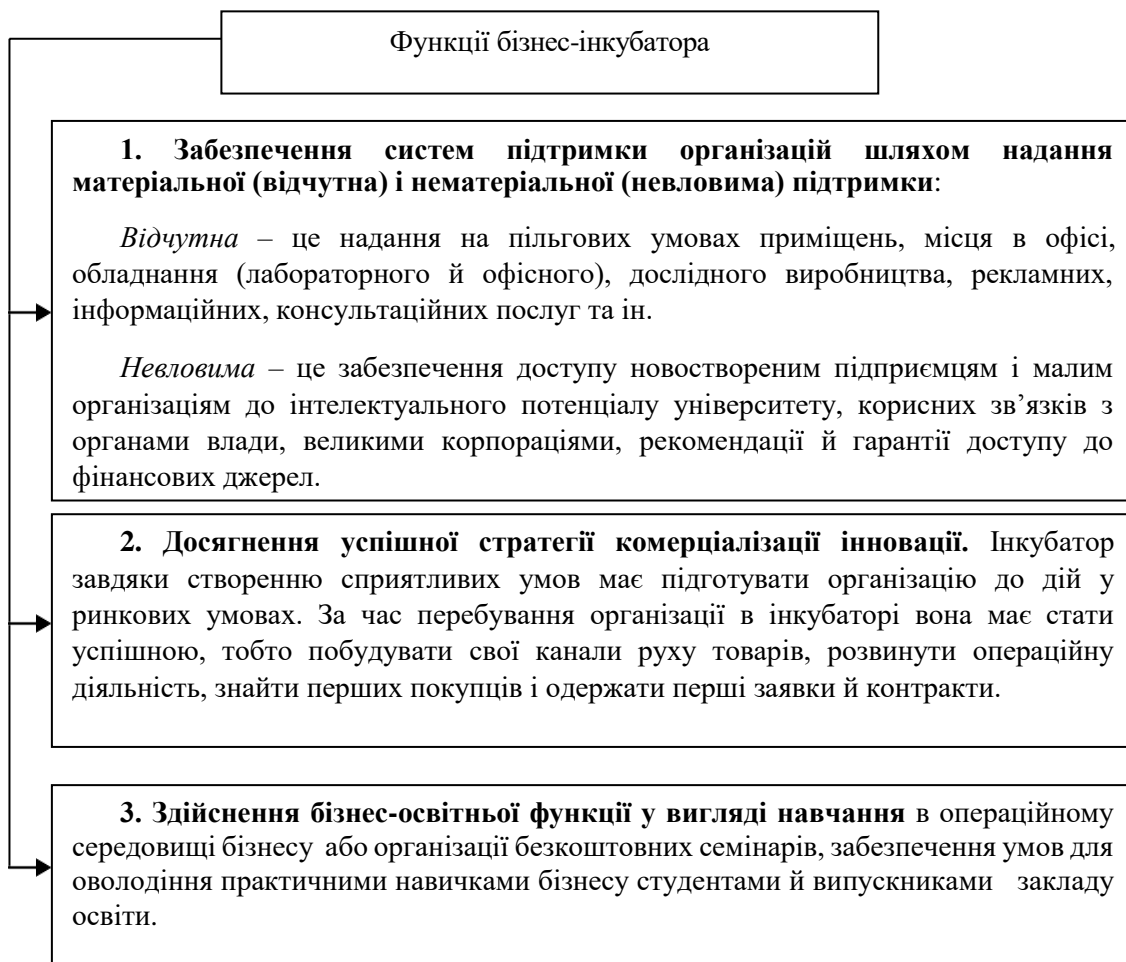 Функції бізнес-інкубатора
1. Забезпечення систем підтримки організацій шляхом надання
матеріальної (відчутна) і нематеріальної (невловима) підтримки:
Відчутна – це надання на пільгових умовах приміщень, місця в офісі,
обладнання (лабораторного й офісного), дослідного виробництва, рекламних,
інформаційних, консультаційних послуг та ін.
Невловима – це забезпечення доступу новоствореним підприємцям і малим
організаціям до інтелектуального потенціалу університету, корисних зв’язків з
органами влади, великими корпораціями, рекомендації й гарантії доступу до
фінансових джерел.
2. Досягнення успішної стратегії комерціалізації інновації. Інкубатор
завдяки створенню сприятливих умов має підготувати організацію до дій у
ринкових умовах. За час перебування організації в інкубаторі вона має стати
успішною, тобто побудувати свої канали руху товарів, розвинути операційну
діяльність, знайти перших покупців і одержати перші заявки й контракти.
3. Здійснення бізнес-освітньої функції у вигляді навчання в операційному
середовищі бізнесу або організації безкоштовних семінарів, забезпечення умов для
оволодіння практичними навичками бізнесу студентами й випускниками закладу
освіти.